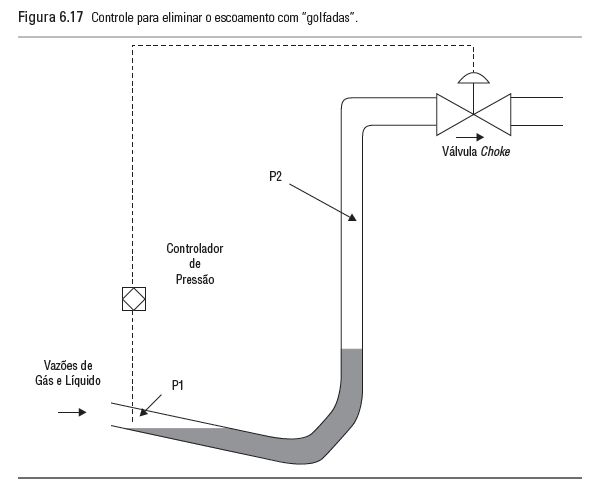 Figura 6.17 Controle para eliminar o escoamento com “golfadas”.
Válvula Choke
P2
Controlador
de
Pressão
Vazões de
Gás e Líquido
P1